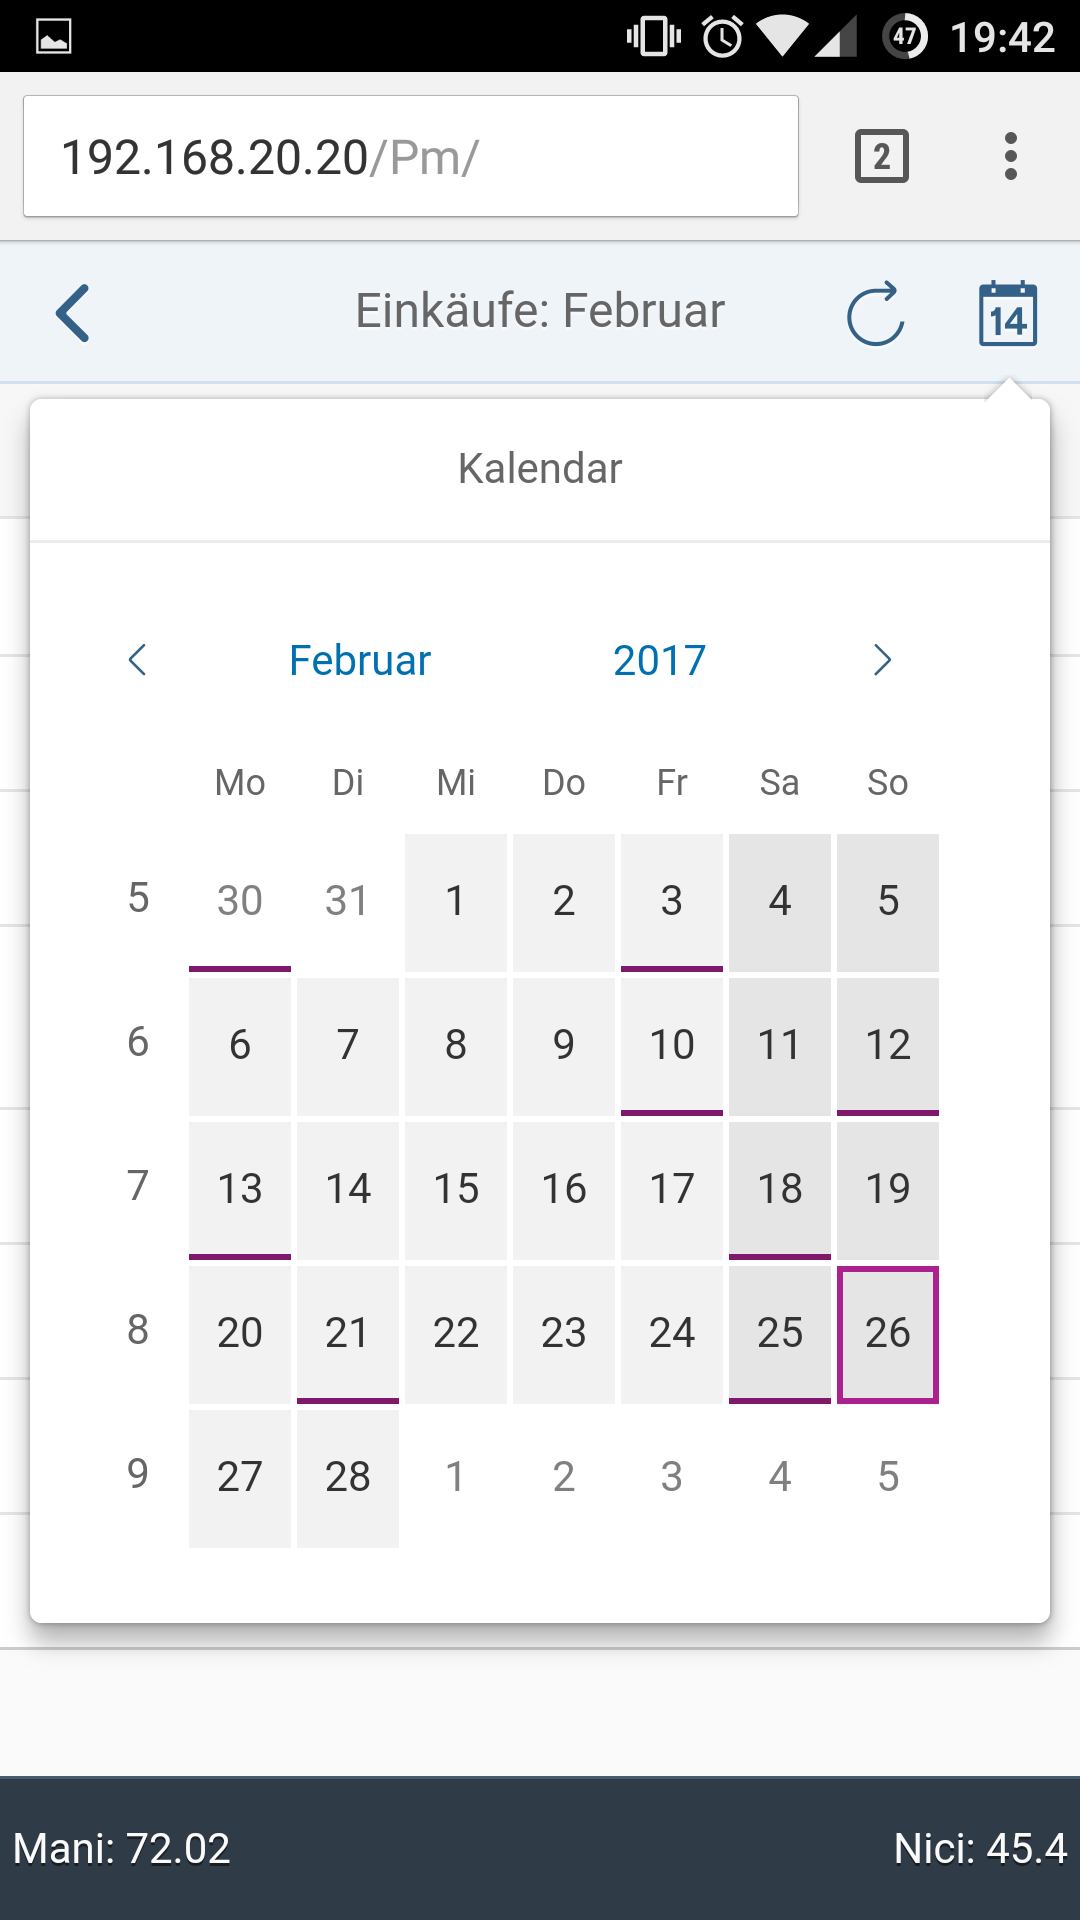 47 19:42
192.168.20.20/Pm/ 2
Einkäufe: Februar 14
Kalendar
Februar 2017
Mo Di Mi Do Fr Sa So
5 30 31 1 2 3 4 5
6 6 7 8 9 10 11 12
7 13 14 15 16 17 18 19
8 20 21 22 23 24 25 26
9 27 28 1 2 3 4 5
Mani: 72.02 Nici: 45.4